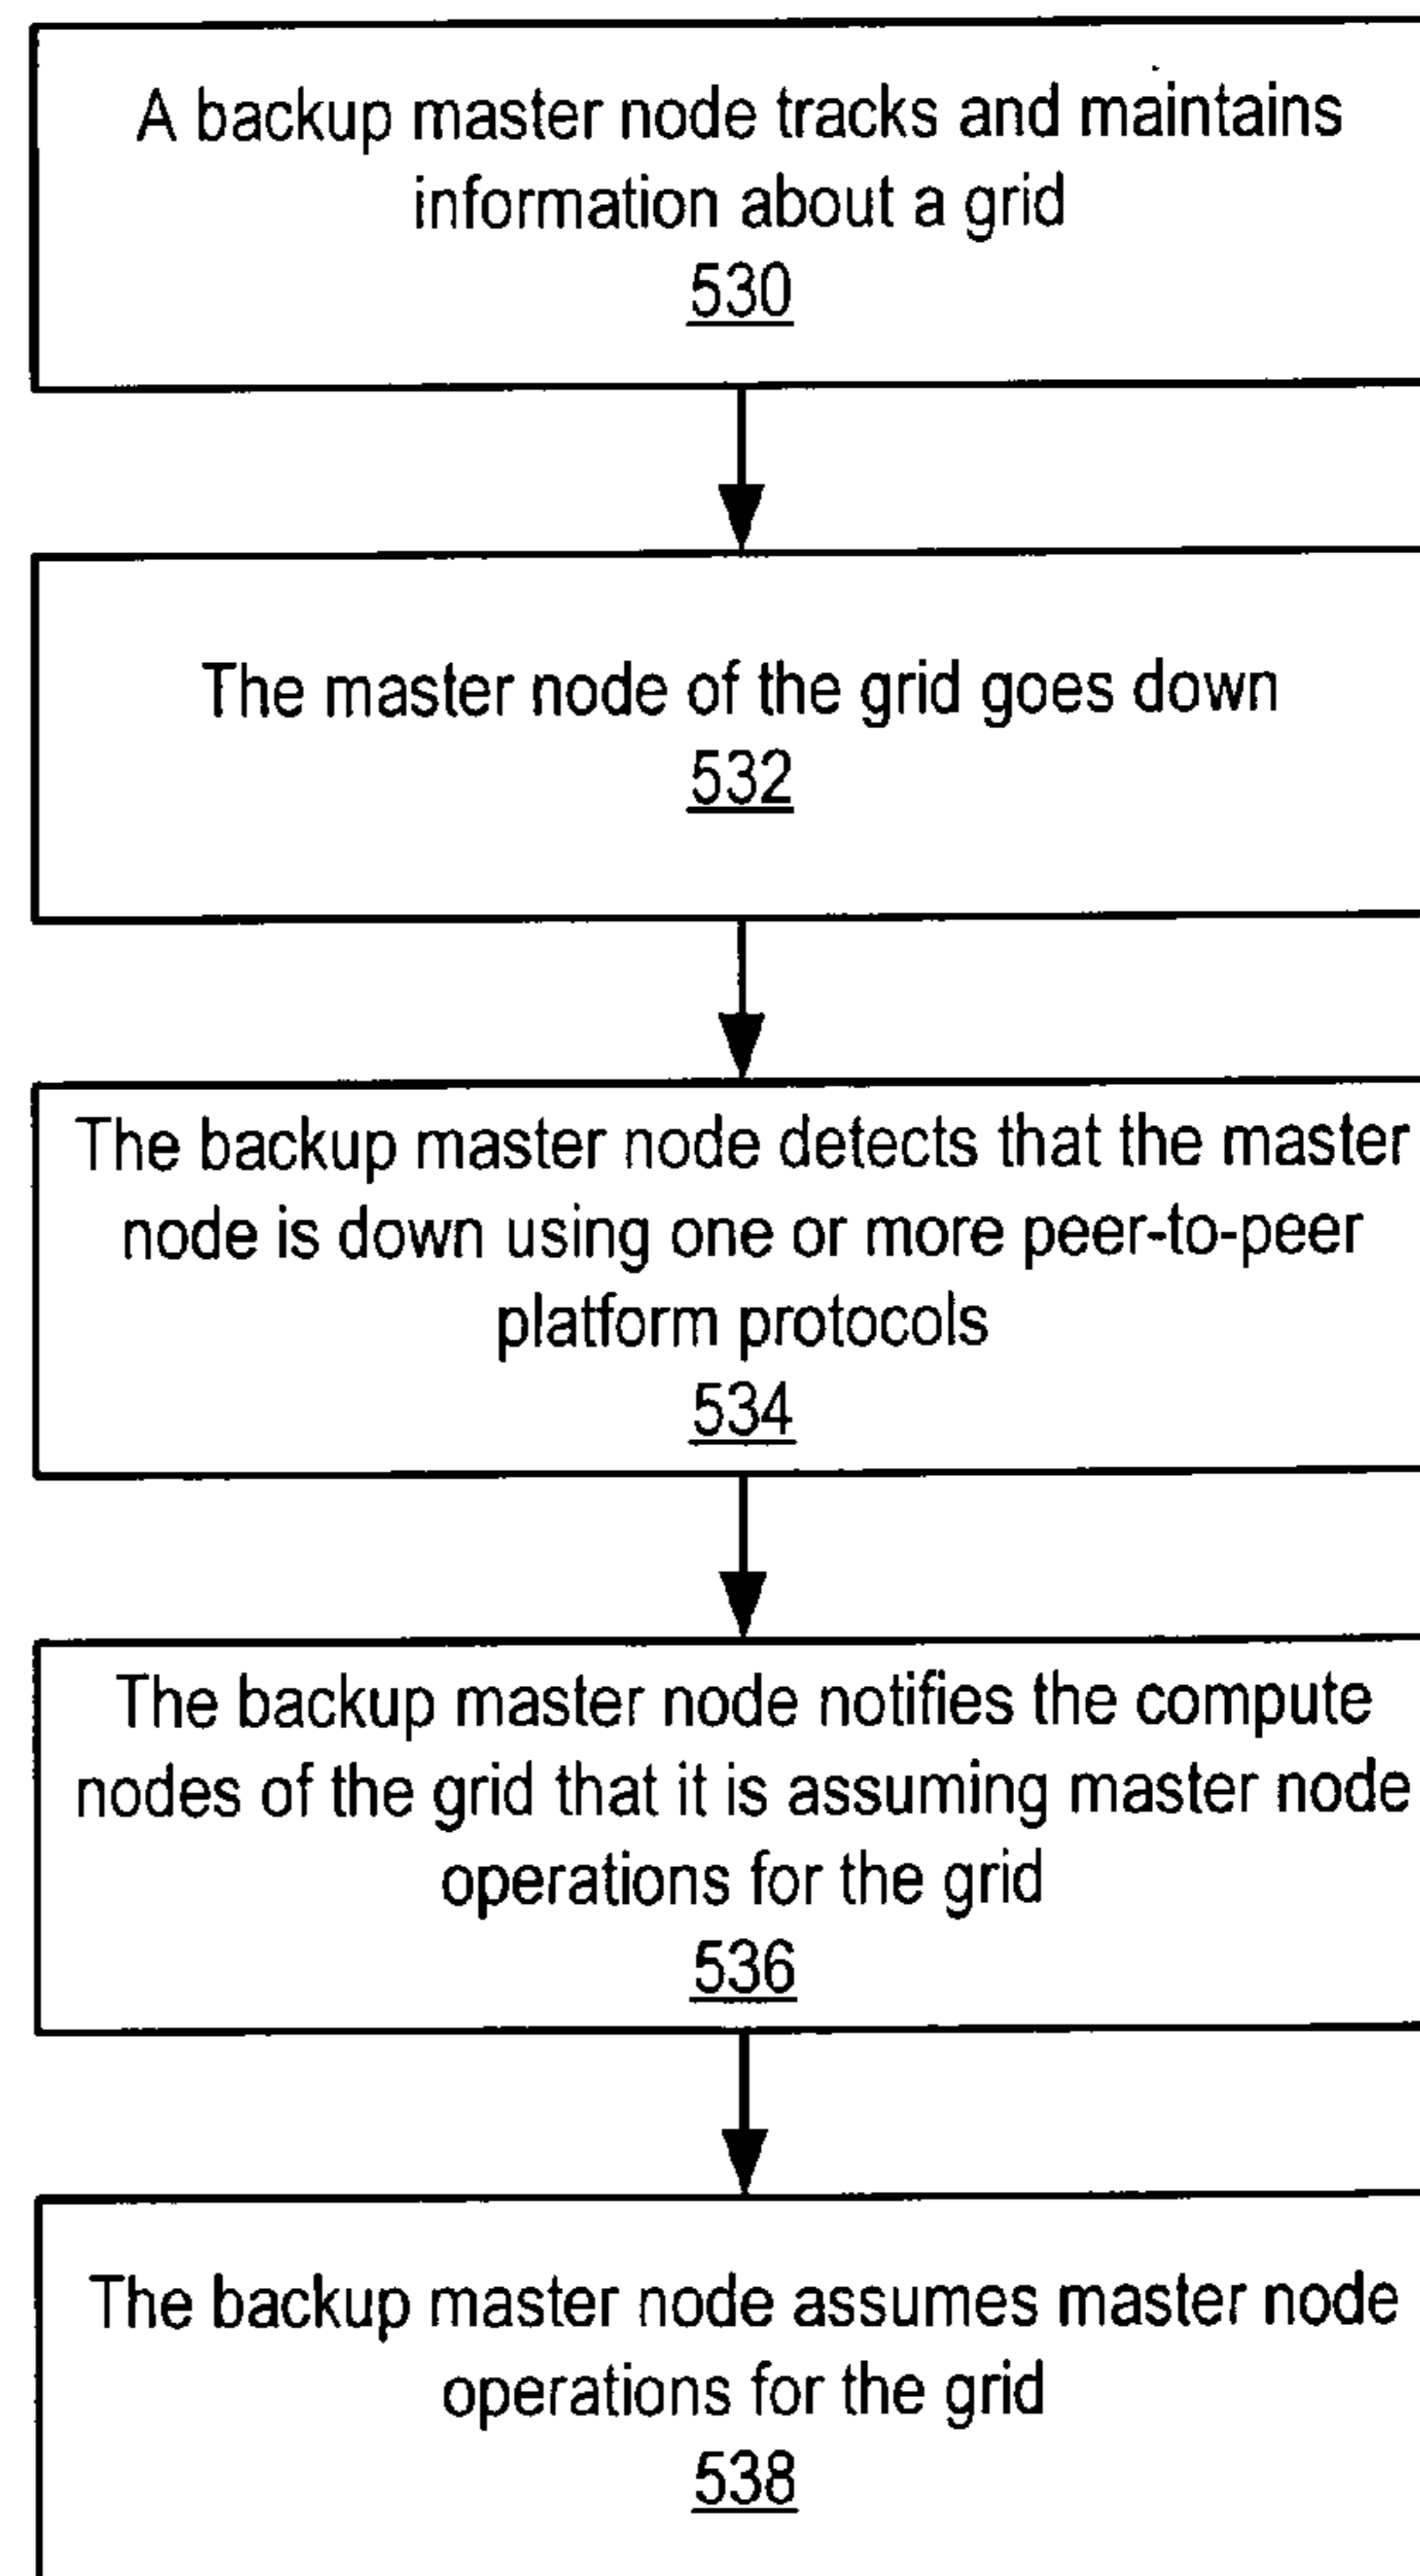 A backup master node tracks and maintains
information about a grid
530
The master node of the grid goes down
532
The backup master node detects that the master
node is down using one or more peer-to-peer
platform protocols
534
The backup master node notifies the compute
nodes of the grid that it is assuming master node
operations for the grid
536
The backup master node assumes master node
operations for the grid
538